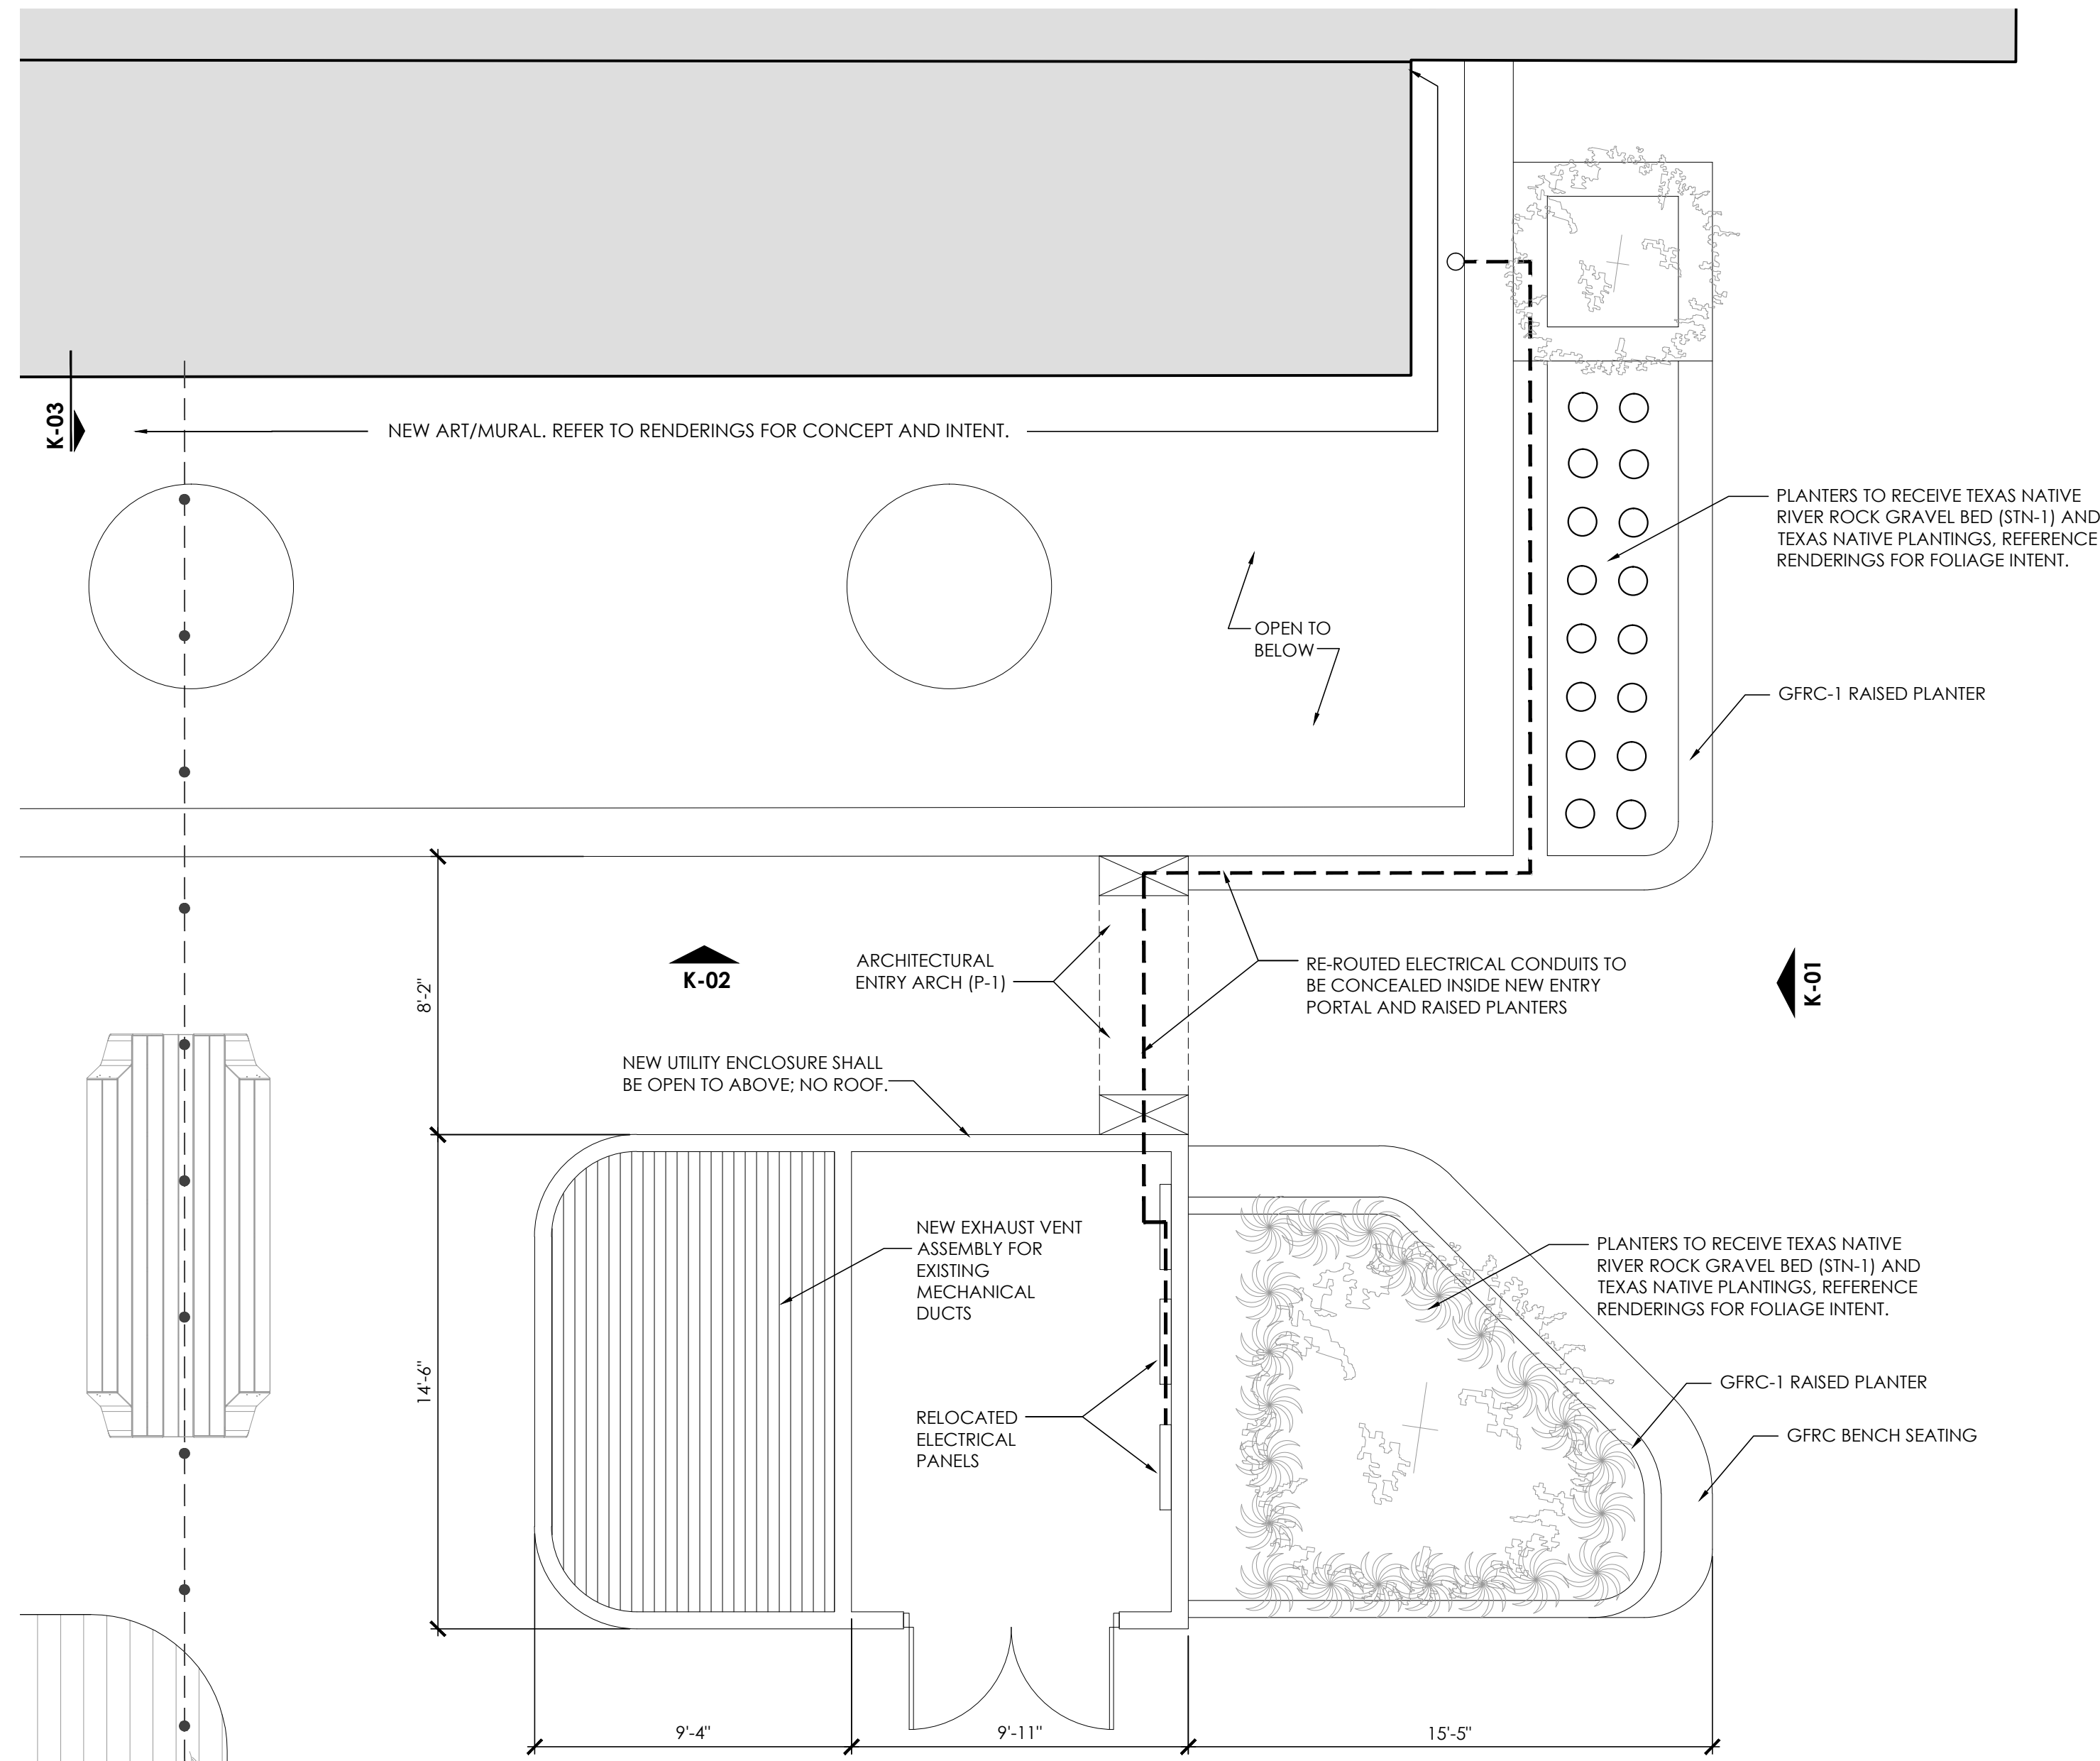 K-03
NEW ART/MURAL. REFER TO RENDERINGS FOR CONCEPT AND INTENT.
PLANTERS TO RECEIVE TEXAS NATIVE
RIVER ROCK GRAVEL BED (STN-1) AND
TEXAS NATIVE PLANTINGS, REFERENCE
RENDERINGS FOR FOLIAGE INTENT.
OPEN TO
BELOW
GFRC-1 RAISED PLANTER
8'-2"
K-02
ARCHITECTURAL
ENTRY ARCH (P-1)
RE-ROUTED ELECTRICAL CONDUITS TO
BE CONCEALED INSIDE NEW ENTRY
PORTAL AND RAISED PLANTERS
K-01
NEW UTILITY ENCLOSURE SHALL
BE OPEN TO ABOVE; NO ROOF.
NEW EXHAUST VENT
ASSEMBLY FOR
EXISTING
MECHANICAL
DUCTS
PLANTERS TO RECEIVE TEXAS NATIVE
RIVER ROCK GRAVEL BED (STN-1) AND
TEXAS NATIVE PLANTINGS, REFERENCE
RENDERINGS FOR FOLIAGE INTENT.
14'-6"
RELOCATED
ELECTRICAL
PANELS
GFRC-1 RAISED PLANTER
GFRC BENCH SEATING
9'-4"
9'-11"
15'-5"